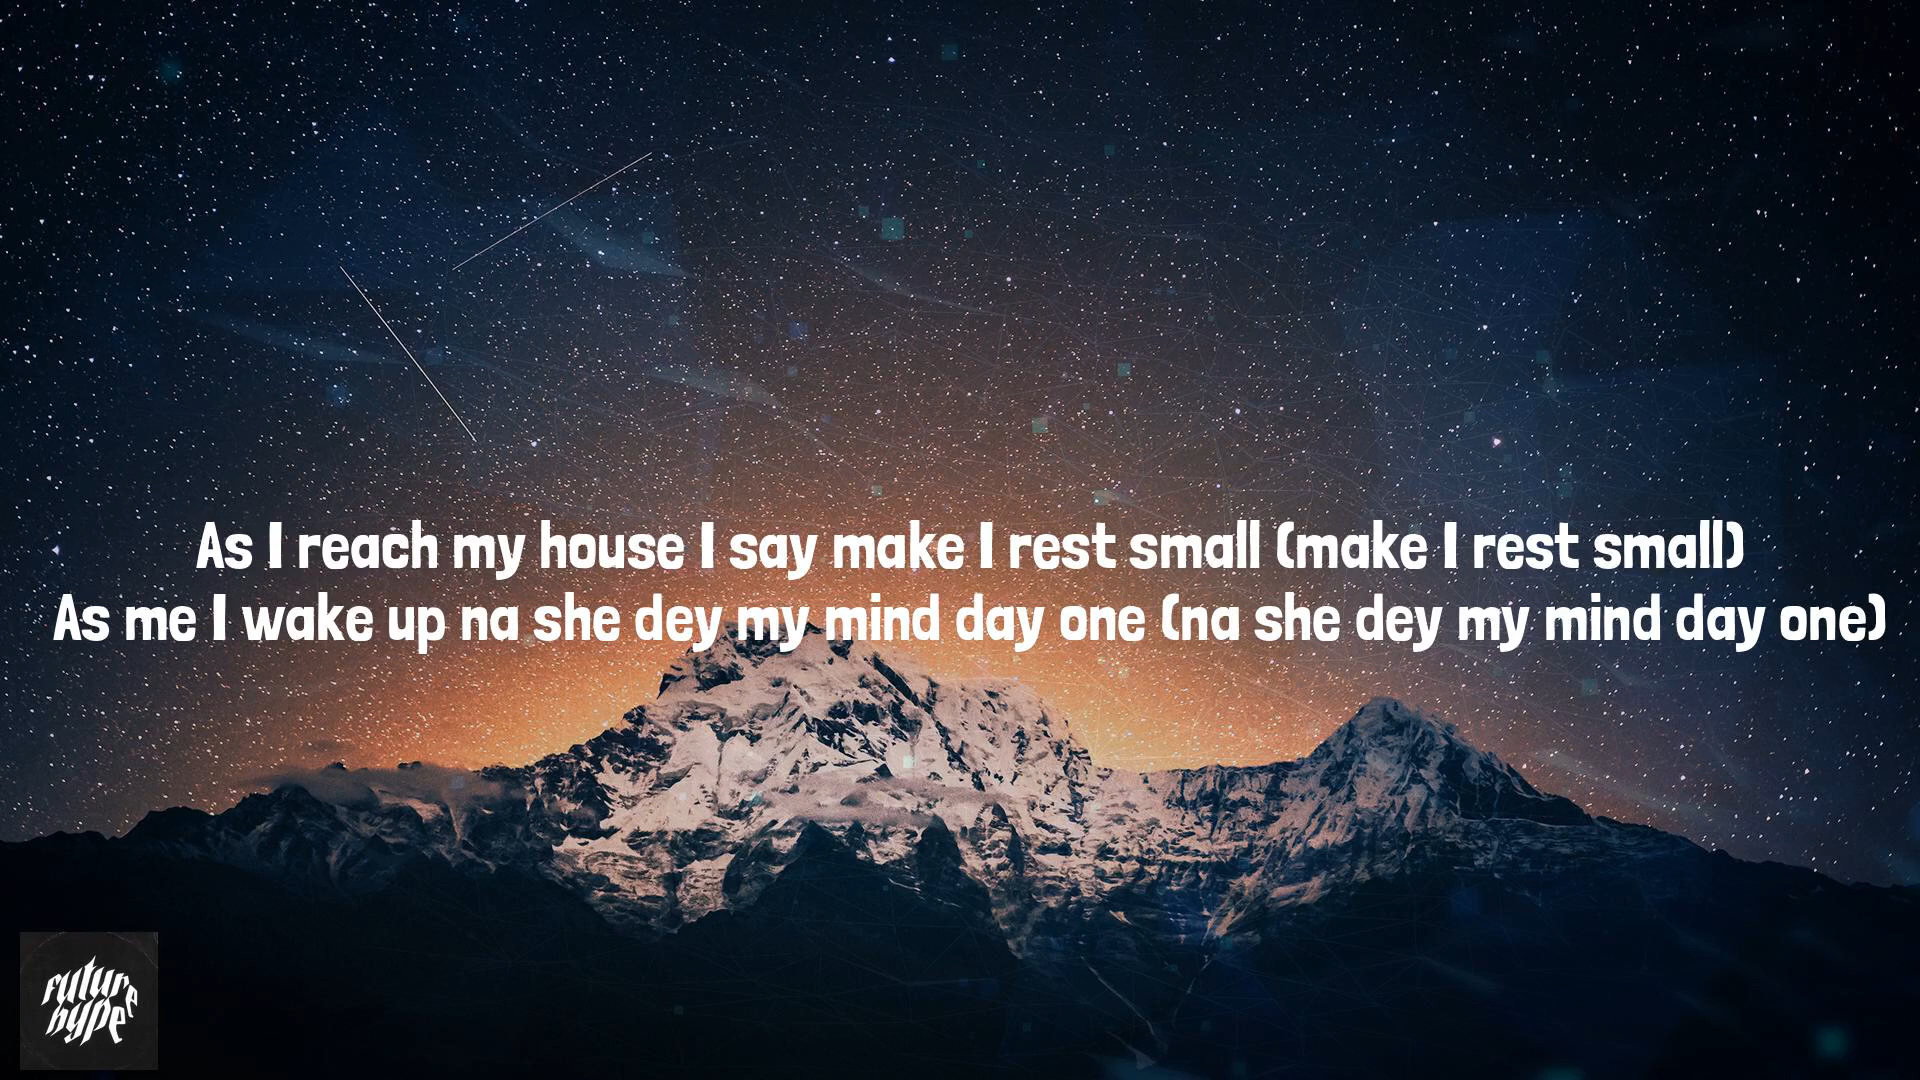 As I reach my house I say make I rest small (make I rest small)
As me I wake up na she dey my mind day one (na she dey my mind day one)
future
hype